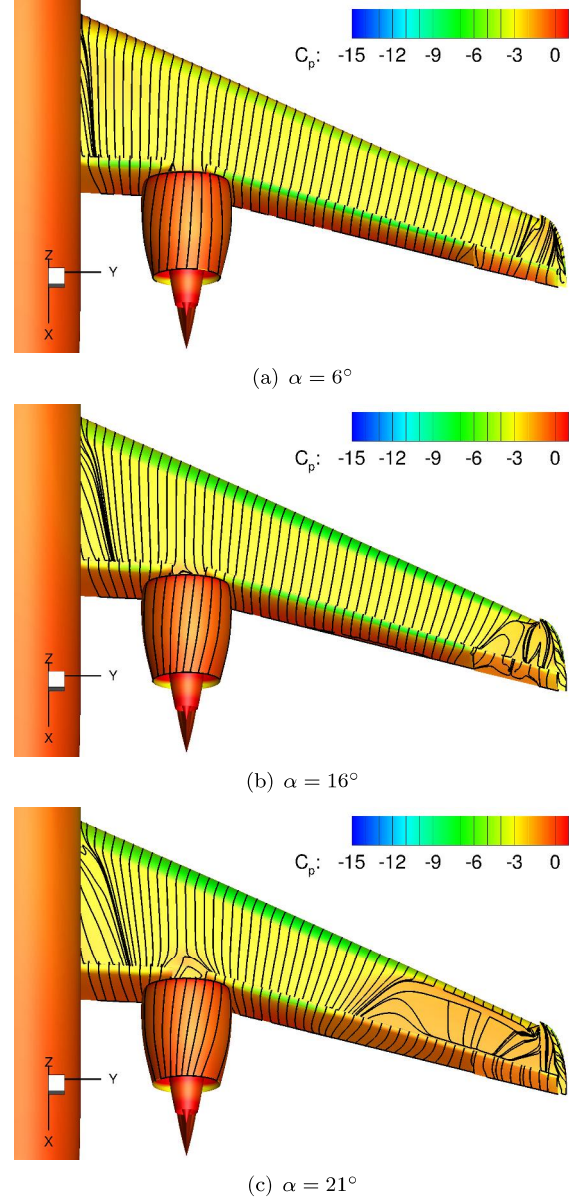 Cₚ: -15 -12 -9 -6 -3 0
Z
Y
X
(a) α = 6°
Cₚ: -15 -12 -9 -6 -3 0
Z
Y
X
(b) α = 16°
Cₚ: -15 -12 -9 -6 -3 0
Z
Y
X
(c) α = 21°